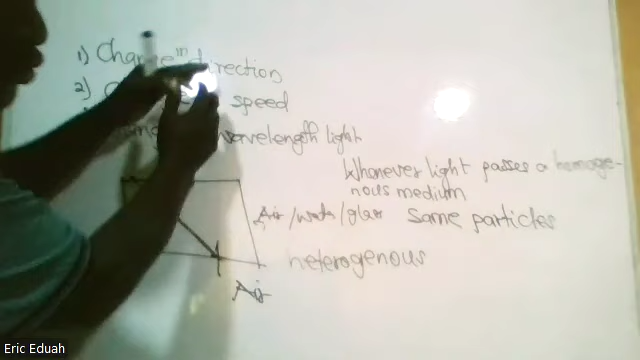 1) Change in direction
2) speed
wavelength light
Whenever light passes a homoge-
nous medium
Air /water /glass same particles
heterogenous
Air
Eric Eduah